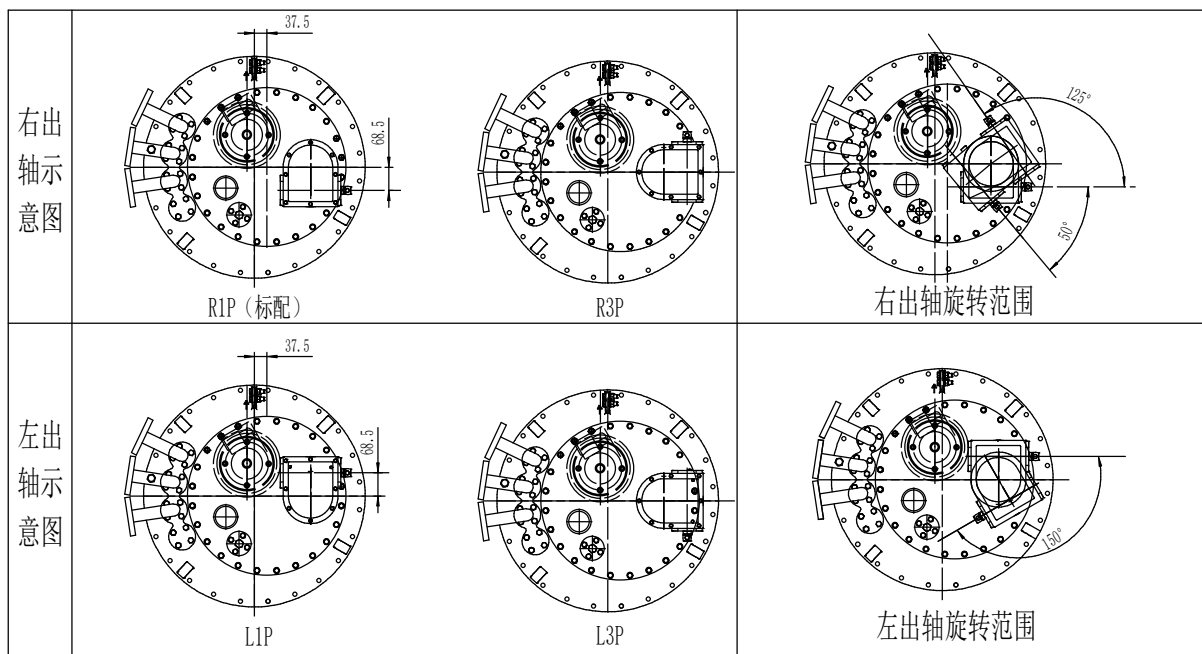 右出
轴示
意图
37.5
68.5
R1P（标配）
R3P
125°
50°
右出轴旋转范围
左出
轴示
意图
37.5
68.5
L1P
L3P
150°
左出轴旋转范围